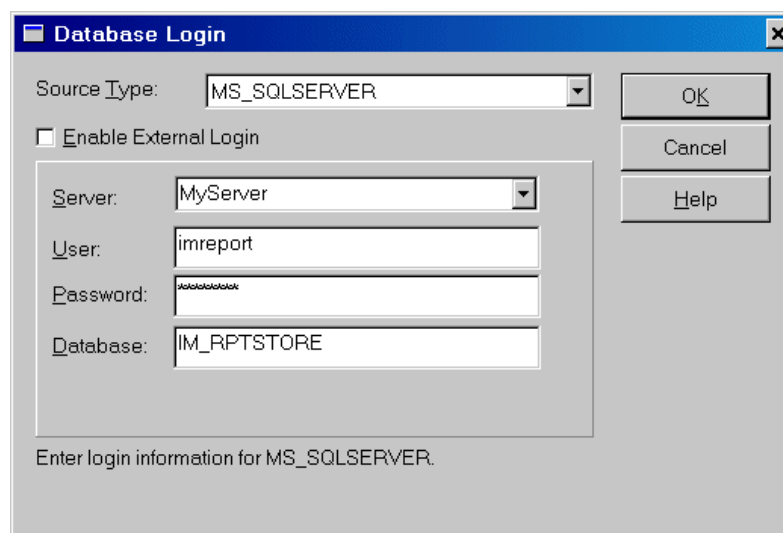 Database Login
Source Type: MS_SQLSERVER
OK
Enable External Login
Cancel
Server: MyServer
Help
User: imreport
Password: *********
Database: IM_RPTSTORE
Enter login information for MS_SQLSERVER.